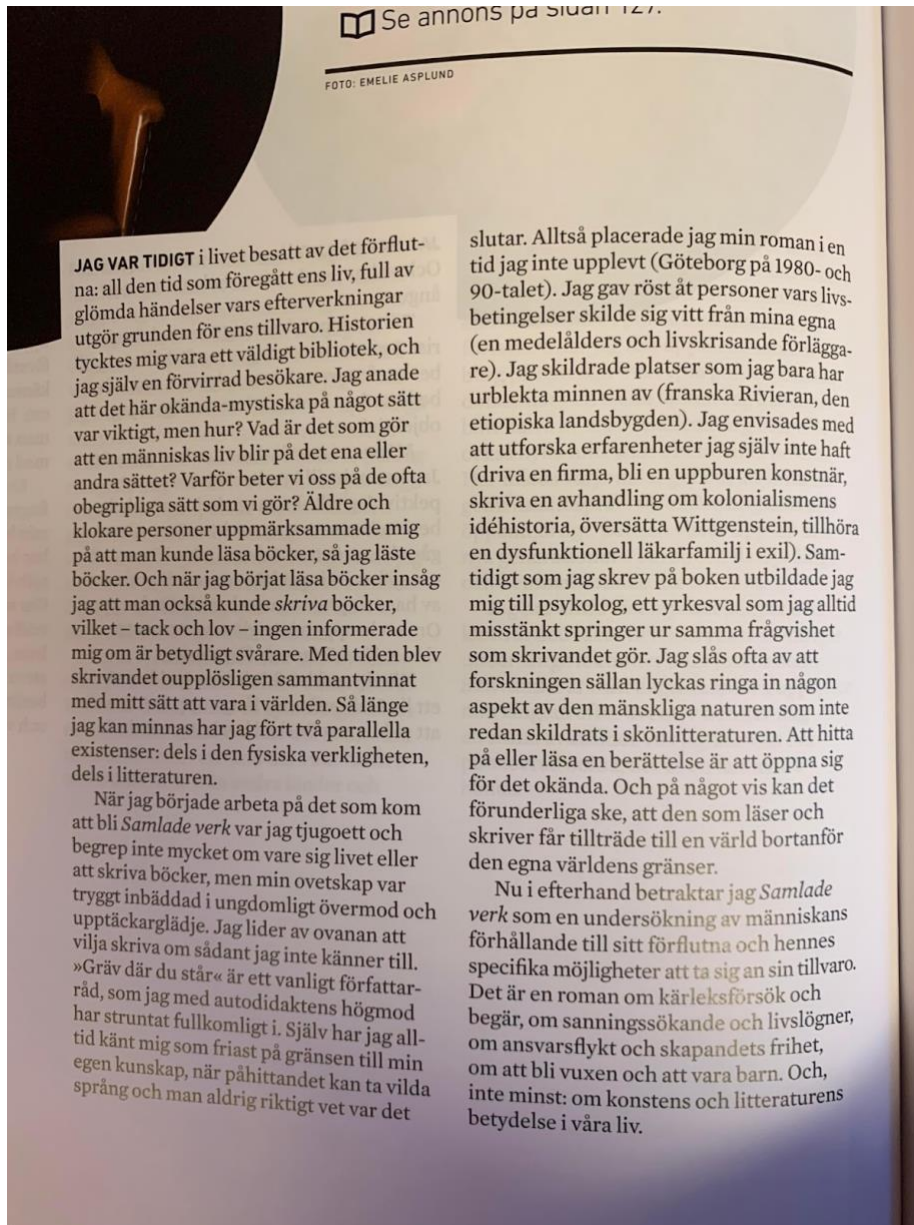 Se annons på sidan 127.
FOTO: EMELIE ASPLUND
JAG VAR TIDIGT i livet besatt av det förflut-
na: all den tid som föregått ens liv, full av
glömda händelser vars efterverkningar
utgör grunden för ens tillvaro. Historien
tycktes mig vara ett väldigt bibliotek, och
jag själv en förvirrad besökare. Jag anade
att det här okända-mystiska på något sätt
var viktigt, men hur? Vad är det som gör
att en människas liv blir på det ena eller
andra sättet? Varför beter vi oss på de ofta
obegripliga sätt som vi gör? Äldre och
klokare personer uppmärksammade mig
på att man kunde läsa böcker, så jag läste
böcker. Och när jag börjat läsa böcker insåg
jag att man också kunde skriva böcker,
vilket – tack och lov – ingen informerade
mig om är betydligt svårare. Med tiden blev
skrivandet oupplösligen sammantvinnat
med mitt sätt att vara i världen. Så länge
jag kan minnas har jag fört två parallella
existenser: dels i den fysiska verkligheten,
dels i litteraturen.
När jag började arbeta på det som kom
att bli Samlade verk var jag tjugoett och
begrep inte mycket om vare sig livet eller
att skriva böcker, men min ovetskap var
tryggt inbäddad i ungdomligt övermod och
upptäckarglädje. Jag lider av ovanan att
vilja skriva om sådant jag inte känner till.
»Gräv där du står« är ett vanligt författar-
råd, som jag med autodidaktens högmod
har struntat fullkomligt i. Själv har jag all-
tid känt mig som friast på gränsen till min
egen kunskap, när påhittandet kan ta vilda
språng och man aldrig riktigt vet var det
slutar. Alltså placerade jag min roman i en
tid jag inte upplevt (Göteborg på 1980- och
90-talet). Jag gav röst åt personer vars livs-
betingelser skilde sig vitt från mina egna
(en medelålders och livskrisande förlägga-
re). Jag skildrade platser som jag bara har
urblekta minnen av (franska Rivieran, den
etiopiska landsbygden). Jag envisades med
att utforska erfarenheter jag själv inte haft
(driva en firma, bli en uppburen konstnär,
skriva en avhandling om kolonialismens
idéhistoria, översätta Wittgenstein, tillhöra
en dysfunktionell läkarfamilj i exil). Sam-
tidigt som jag skrev på boken utbildade jag
mig till psykolog, ett yrkesval som jag alltid
misstänkt springer ur samma frågvishet
som skrivandet gör. Jag slås ofta av att
forskningen sällan lyckas ringa in någon
aspekt av den mänskliga naturen som inte
redan skildrats i skönlitteraturen. Att hitta
på eller läsa en berättelse är att öppna sig
för det okända. Och på något vis kan det
förunderliga ske, att den som läser och
skriver får tillträde till en värld bortanför
den egna världens gränser.
Nu i efterhand betraktar jag Samlade
verk som en undersökning av människans
förhållande till sitt förflutna och hennes
specifika möjligheter att ta sig an sin tillvaro.
Det är en roman om kärleksförsök och
begär, om sanningssökande och livslögner,
om ansvarsflykt och skapandets frihet,
om att bli vuxen och att vara barn. Och,
inte minst: om konstens och litteraturens
betydelse i våra liv.